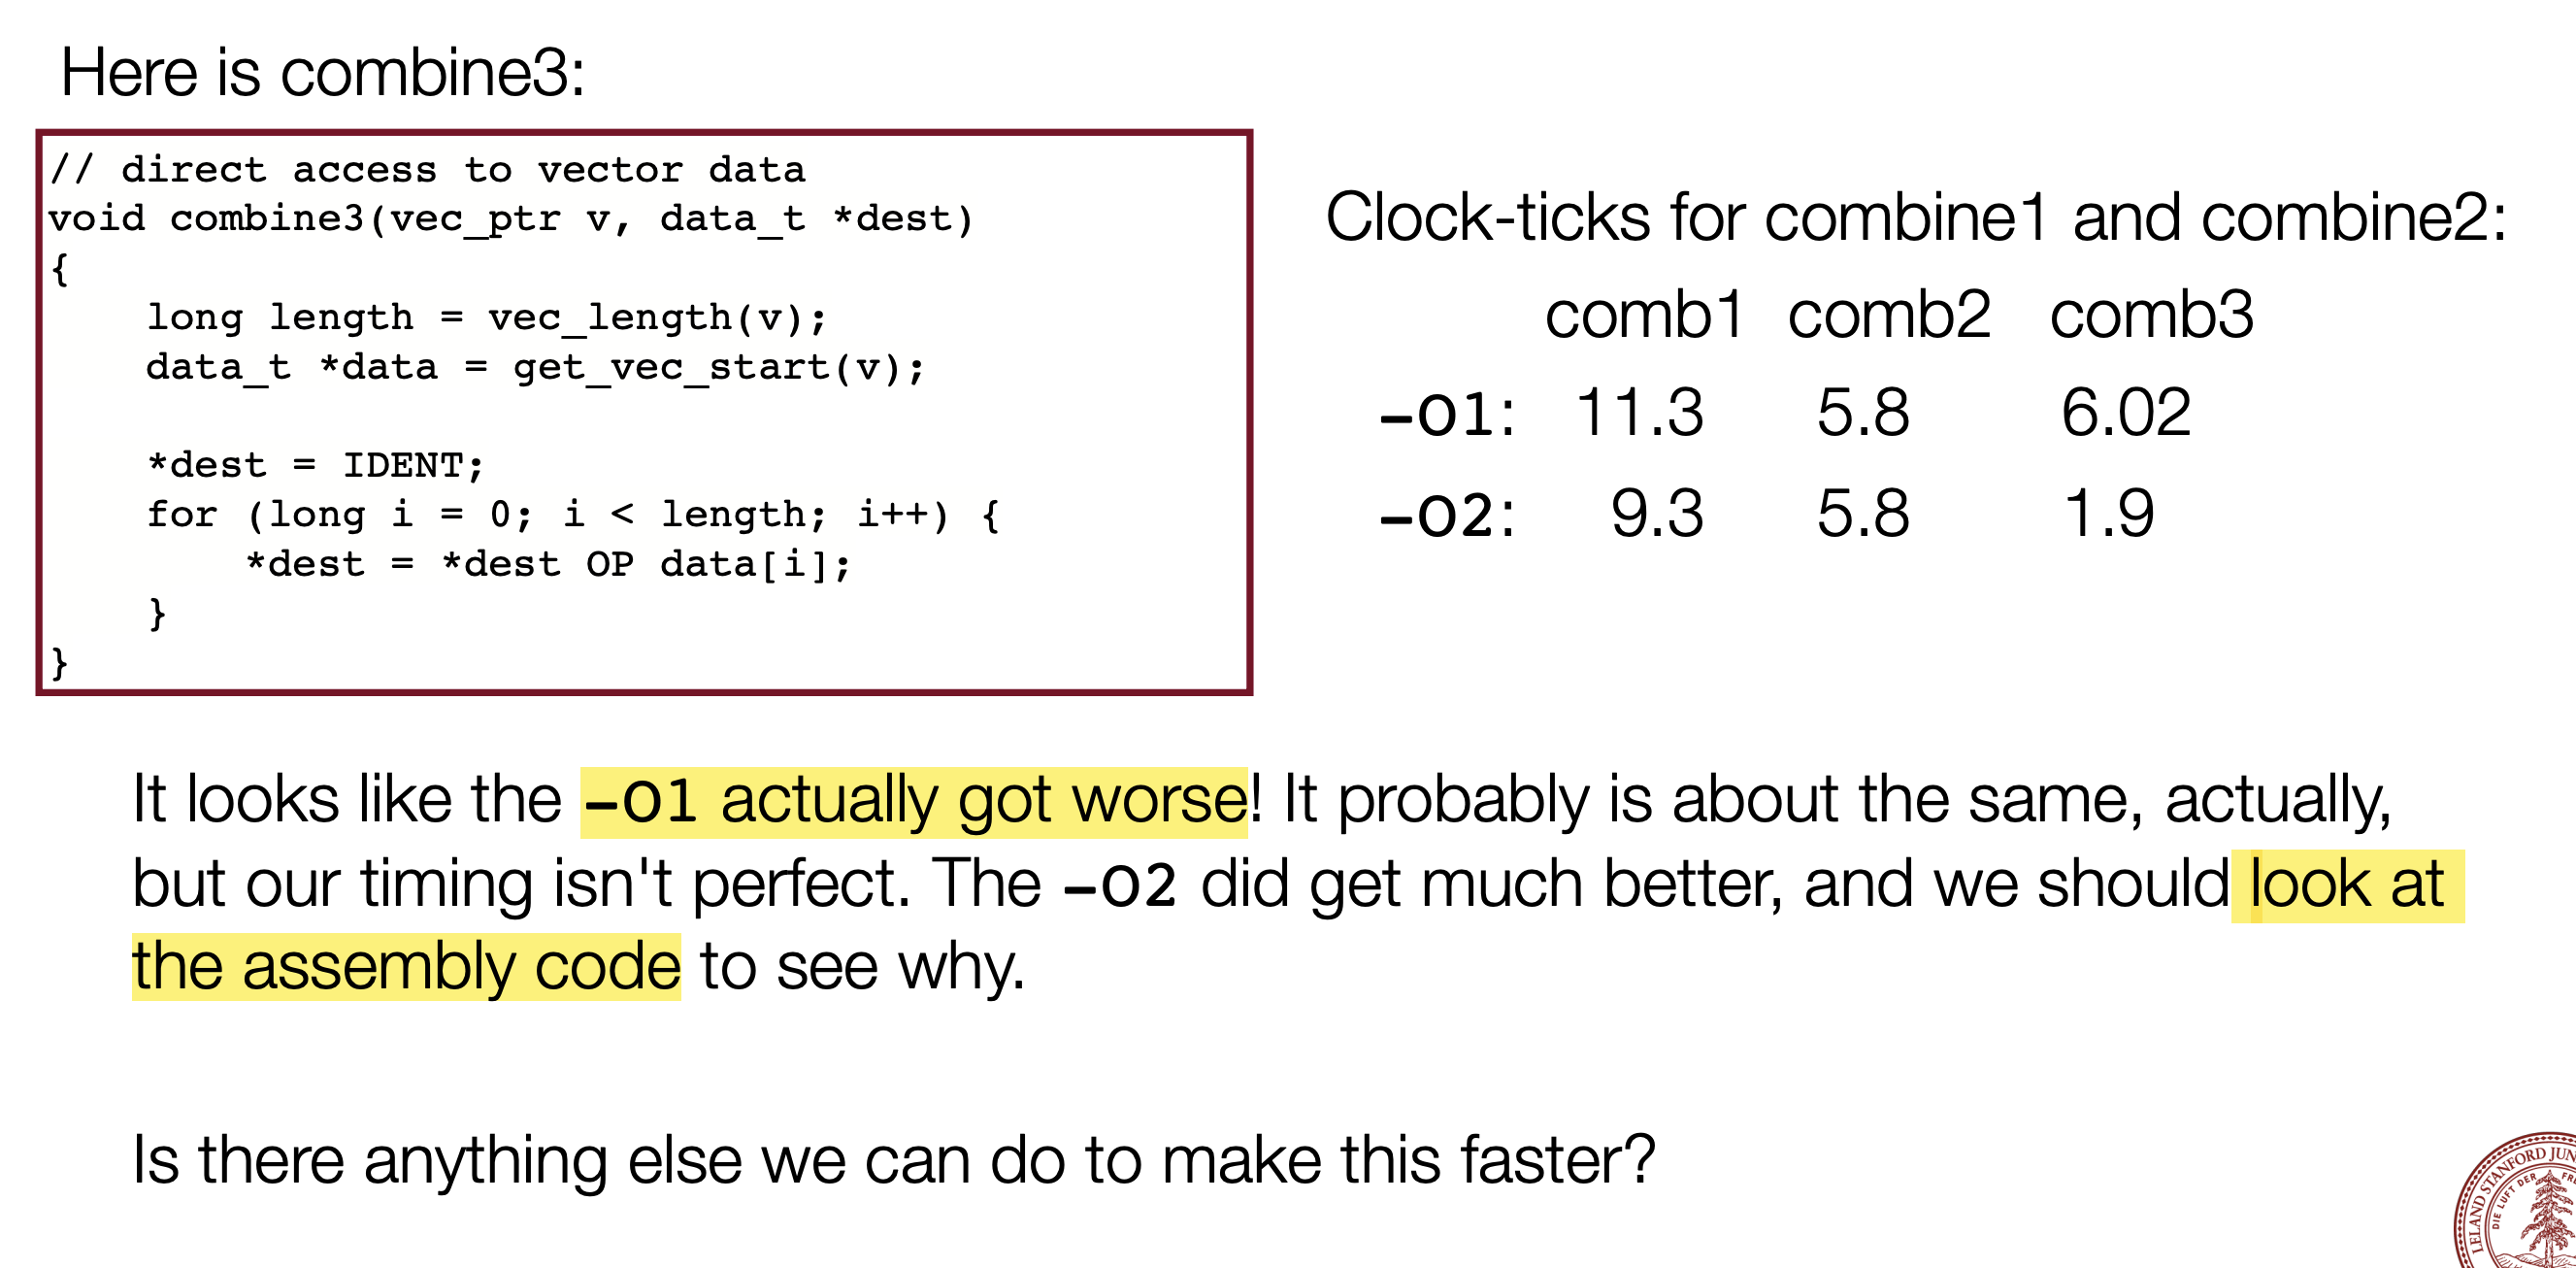 Here is combine3:
// direct access to vector data
void combine3(vec_ptr v, data_t *dest)
{
    long length = vec_length(v);
    data_t *data = get_vec_start(v);

    *dest = IDENT;
    for (long i = 0; i < length; i++) {
        *dest = *dest OP data[i];
    }
}
Clock-ticks for combine1 and combine2:
comb1 comb2 comb3
-O1: 11.3 5.8 6.02
-O2: 9.3 5.8 1.9
It looks like the -O1 actually got worse! It probably is about the same, actually,
but our timing isn't perfect. The -O2 did get much better, and we should look at
the assembly code to see why.
Is there anything else we can do to make this faster?
LELAND STANFORD JUN
DIE LUFT DER FR